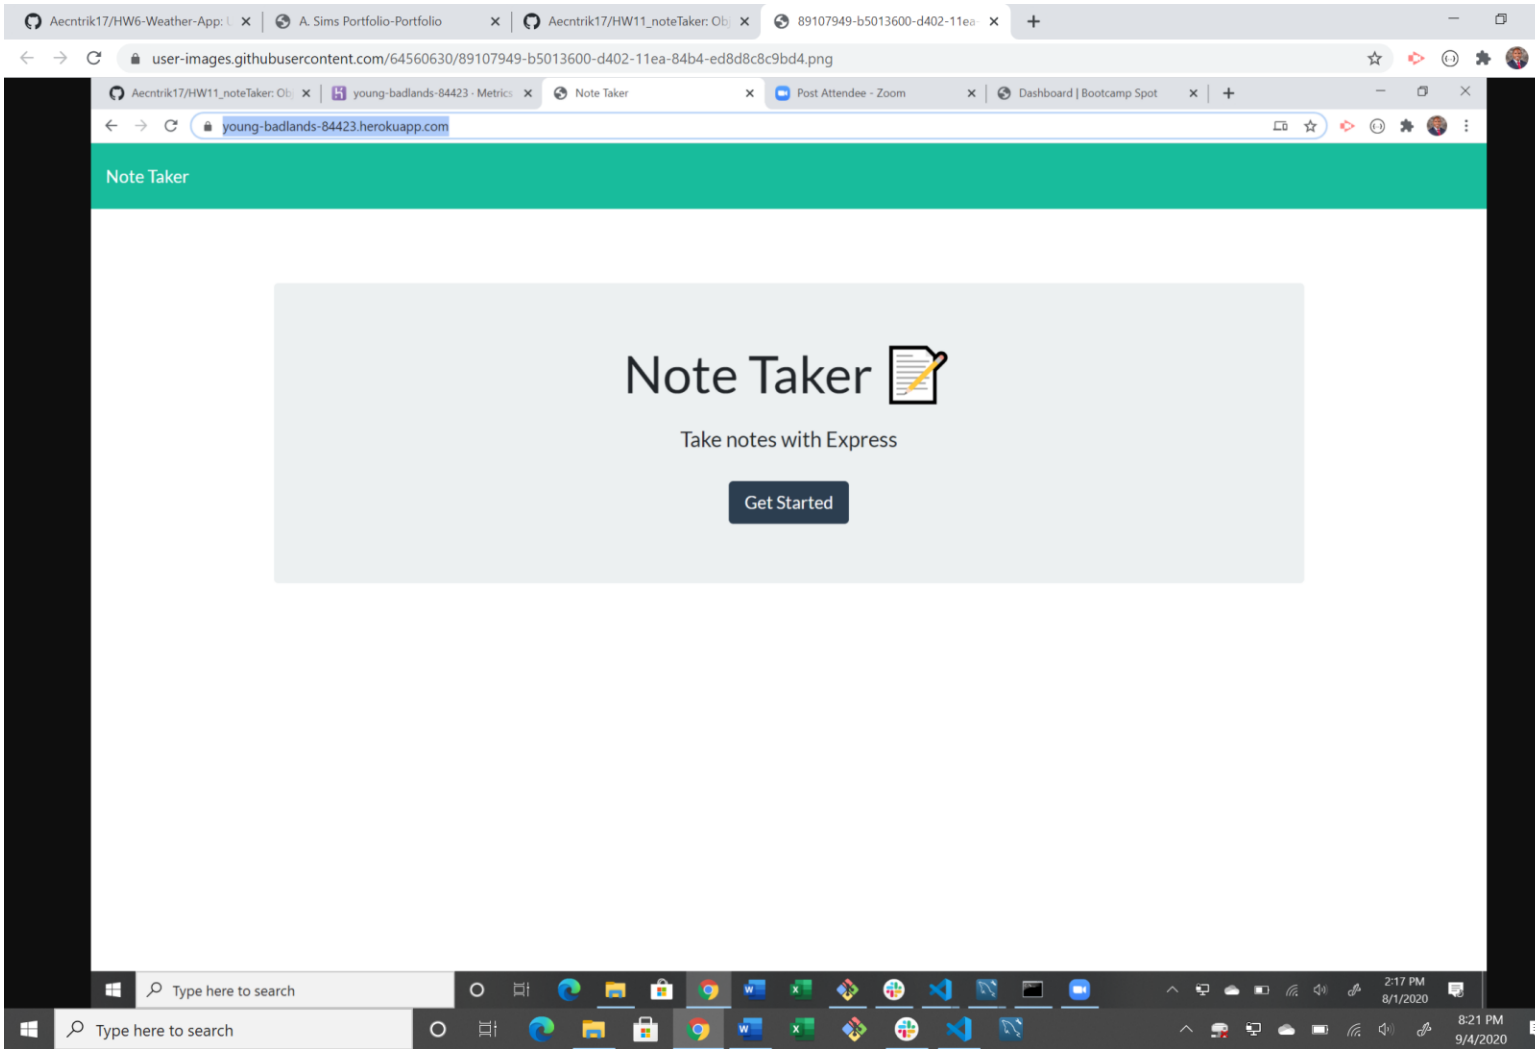 Aecntrik17/HW6-Weather-App:
A. Sims Portfolio-Portfolio
Aecntrik17/HW11_noteTaker: Obj
89107949-b5013600-d402-11ea-
user-images.githubusercontent.com/64560630/89107949-b5013600-d402-11ea-84b4-ed8d8c8c9bd4.png
Aecntrik17/HW11_noteTaker: Obj
young-badlands-84423 · Metrics
Note Taker
Post Attendee - Zoom
Dashboard | Bootcamp Spot
young-badlands-84423.herokuapp.com
Note Taker
Note Taker
Take notes with Express
Get Started
Type here to search
2:17 PM
8/1/2020
Type here to search
8:21 PM
9/4/2020